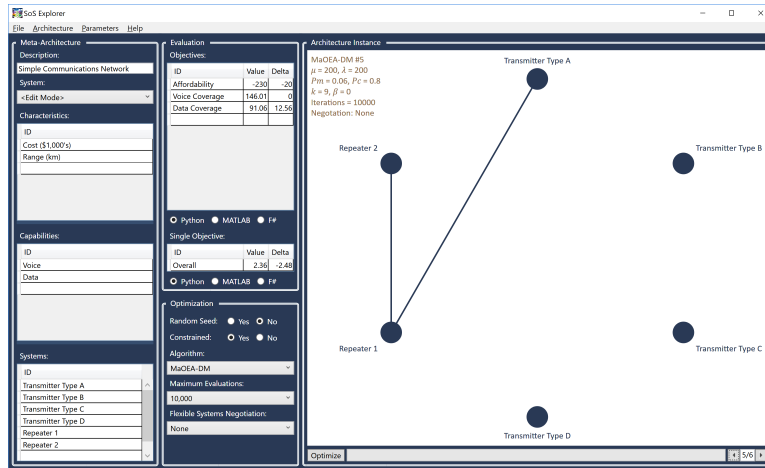 SoS Explorer
File Architecture Parameters Help
Meta-Architecture
Description:
Simple Communications Network
System:
<Edit Mode>
Characteristics:
ID
Cost ($1,000's)
Range (km)
Capabilities:
ID
Voice
Data
Systems:
ID
Transmitter Type A
Transmitter Type B
Transmitter Type C
Transmitter Type D
Repeater 1
Repeater 2
Evaluation
Objectives:
ID Value Delta
Affordability -230 -20
Voice Coverage 146.01 0
Data Coverage 91.06 12.56
Python MATLAB F#
Single Objective:
ID Value Delta
Overall 2.36 -2.48
Python MATLAB F#
Optimization
Random Seed: Yes No
Constrained: Yes No
Algorithm:
MaOEA-DM
Maximum Evaluations:
10,000
Flexible Systems Negotiation:
None
Architecture Instance
MaOEA-DM #5
μ = 200, λ = 200
Pm = 0.06, Pc = 0.8
k = 9, β = 0
Iterations = 10000
Negotation: None
Transmitter Type A
Repeater 2
Transmitter Type B
Repeater 1
Transmitter Type C
Transmitter Type D
Optimize
5/6